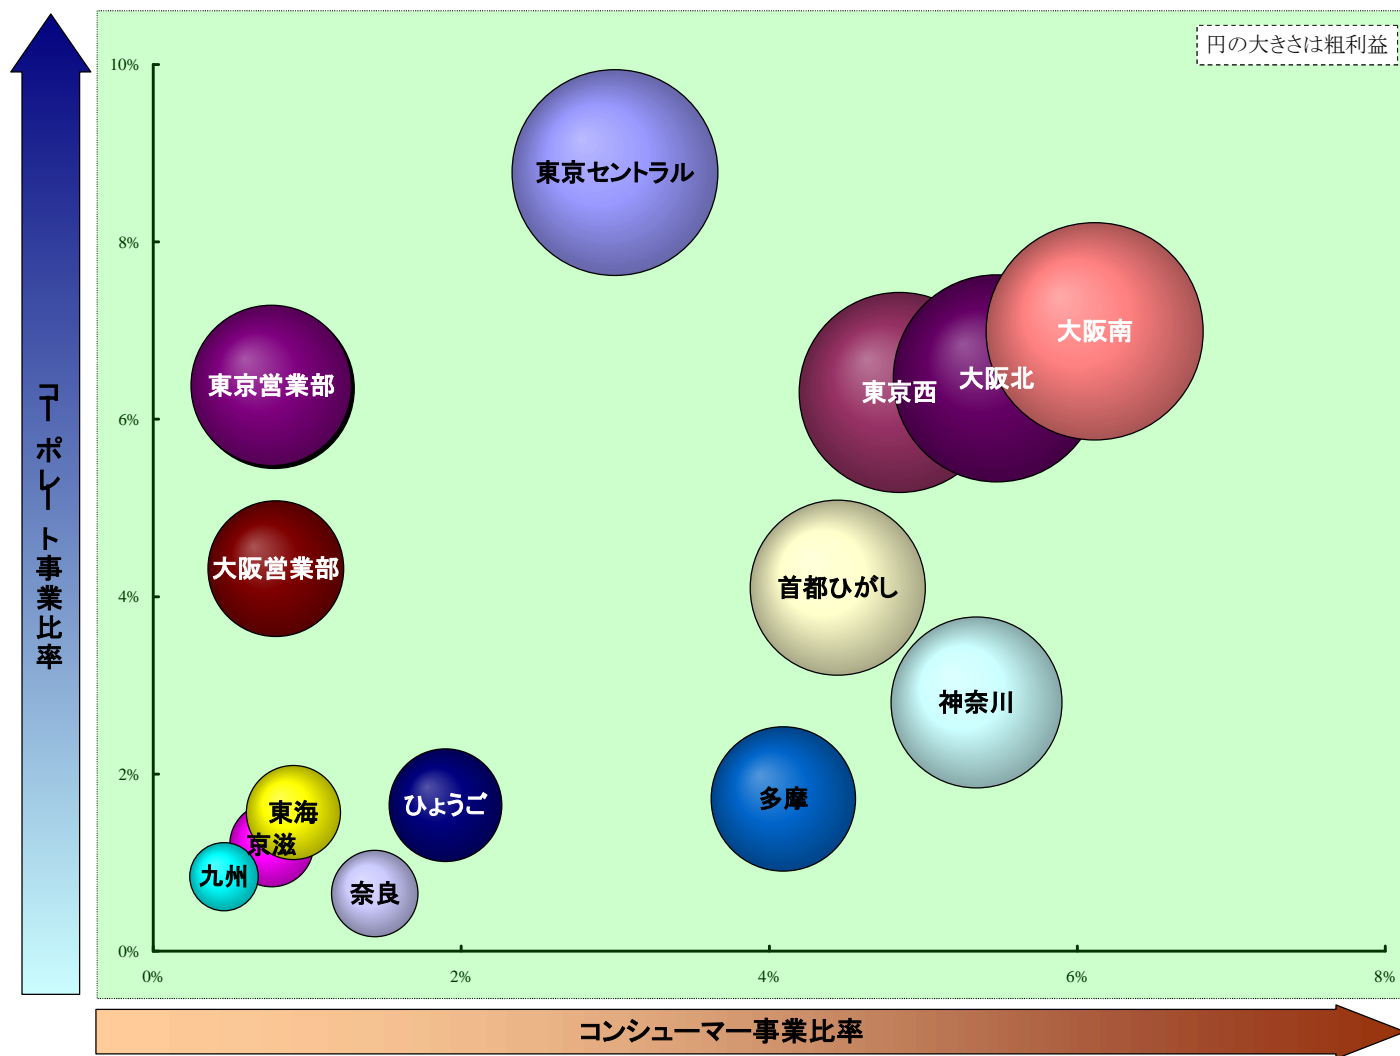 円の大きさは粗利益
10%
東京セントラル
8%
大阪南
大阪北
東京西
東京営業部
6%
大阪営業部
首都ひがし
4%
神奈川
多摩
ひょうご
2%
東海
京滋
九州
奈良
0%
0%
2%
4%
6%
8%
コーポレート事業比率
コンシューマー事業比率